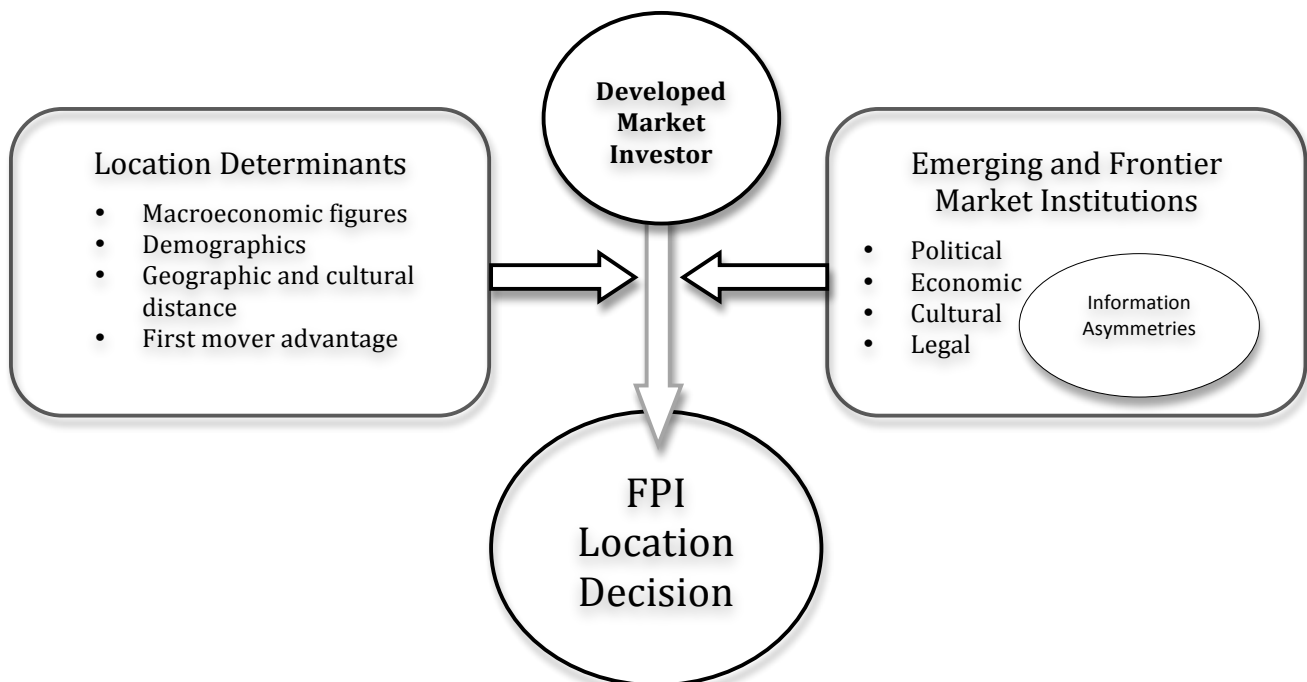 Developed
Market
Investor
Location Determinants
• Macroeconomic figures
• Demographics
• Geographic and cultural
distance
• First mover advantage
Emerging and Frontier
Market Institutions
• Political
• Economic
• Cultural
• Legal
Information
Asymmetries
FPI
Location
Decision